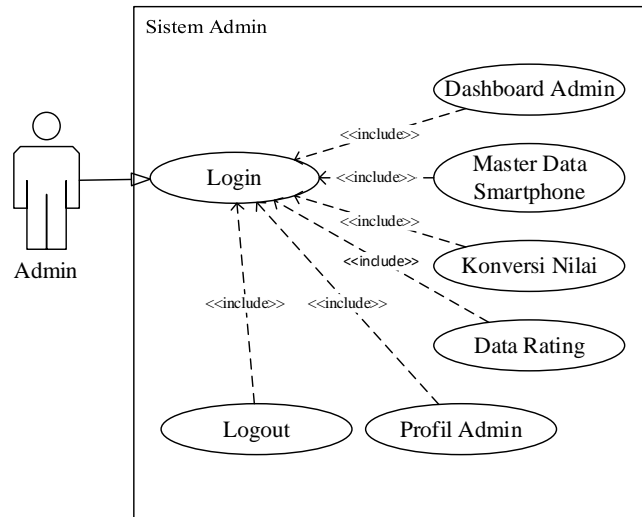 Sistem Admin
Dashboard Admin
<<include>>
Login
<<include>>
Master Data
Smartphone
<<include>>
Konversi Nilai
<<include>>
Admin
<<include>>
<<include>>
Data Rating
Logout
Profil Admin